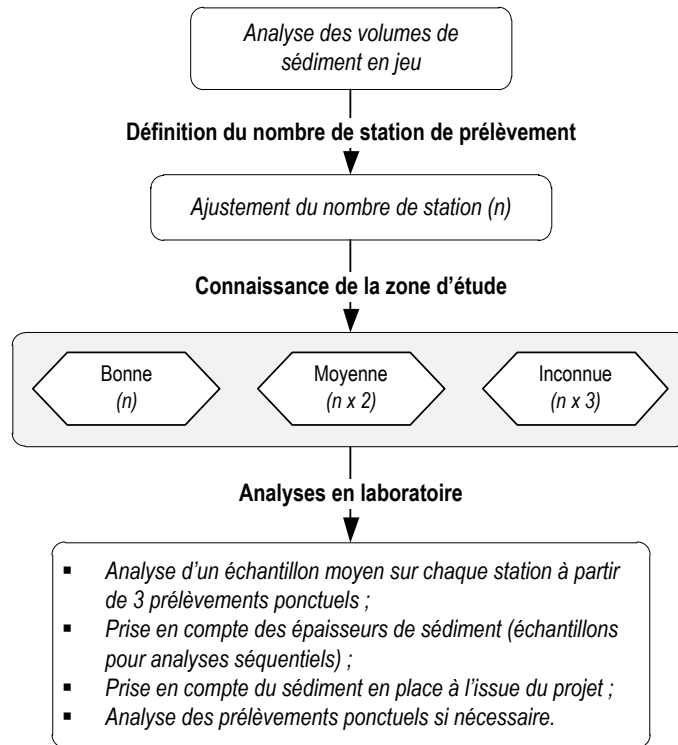 Analyse des volumes de
sédiment en jeu
Définition du nombre de station de prélèvement
Ajustement du nombre de station (n)
Connaissance de la zone d'étude
Bonne
(n)
Moyenne
(n x 2)
Inconnue
(n x 3)
Analyses en laboratoire
▪ Analyse d'un échantillon moyen sur chaque station à partir
de 3 prélèvements ponctuels ;
▪ Prise en compte des épaisseurs de sédiment (échantillons
pour analyses séquentiels) ;
▪ Prise en compte du sédiment en place à l'issue du projet ;
▪ Analyse des prélèvements ponctuels si nécessaire.